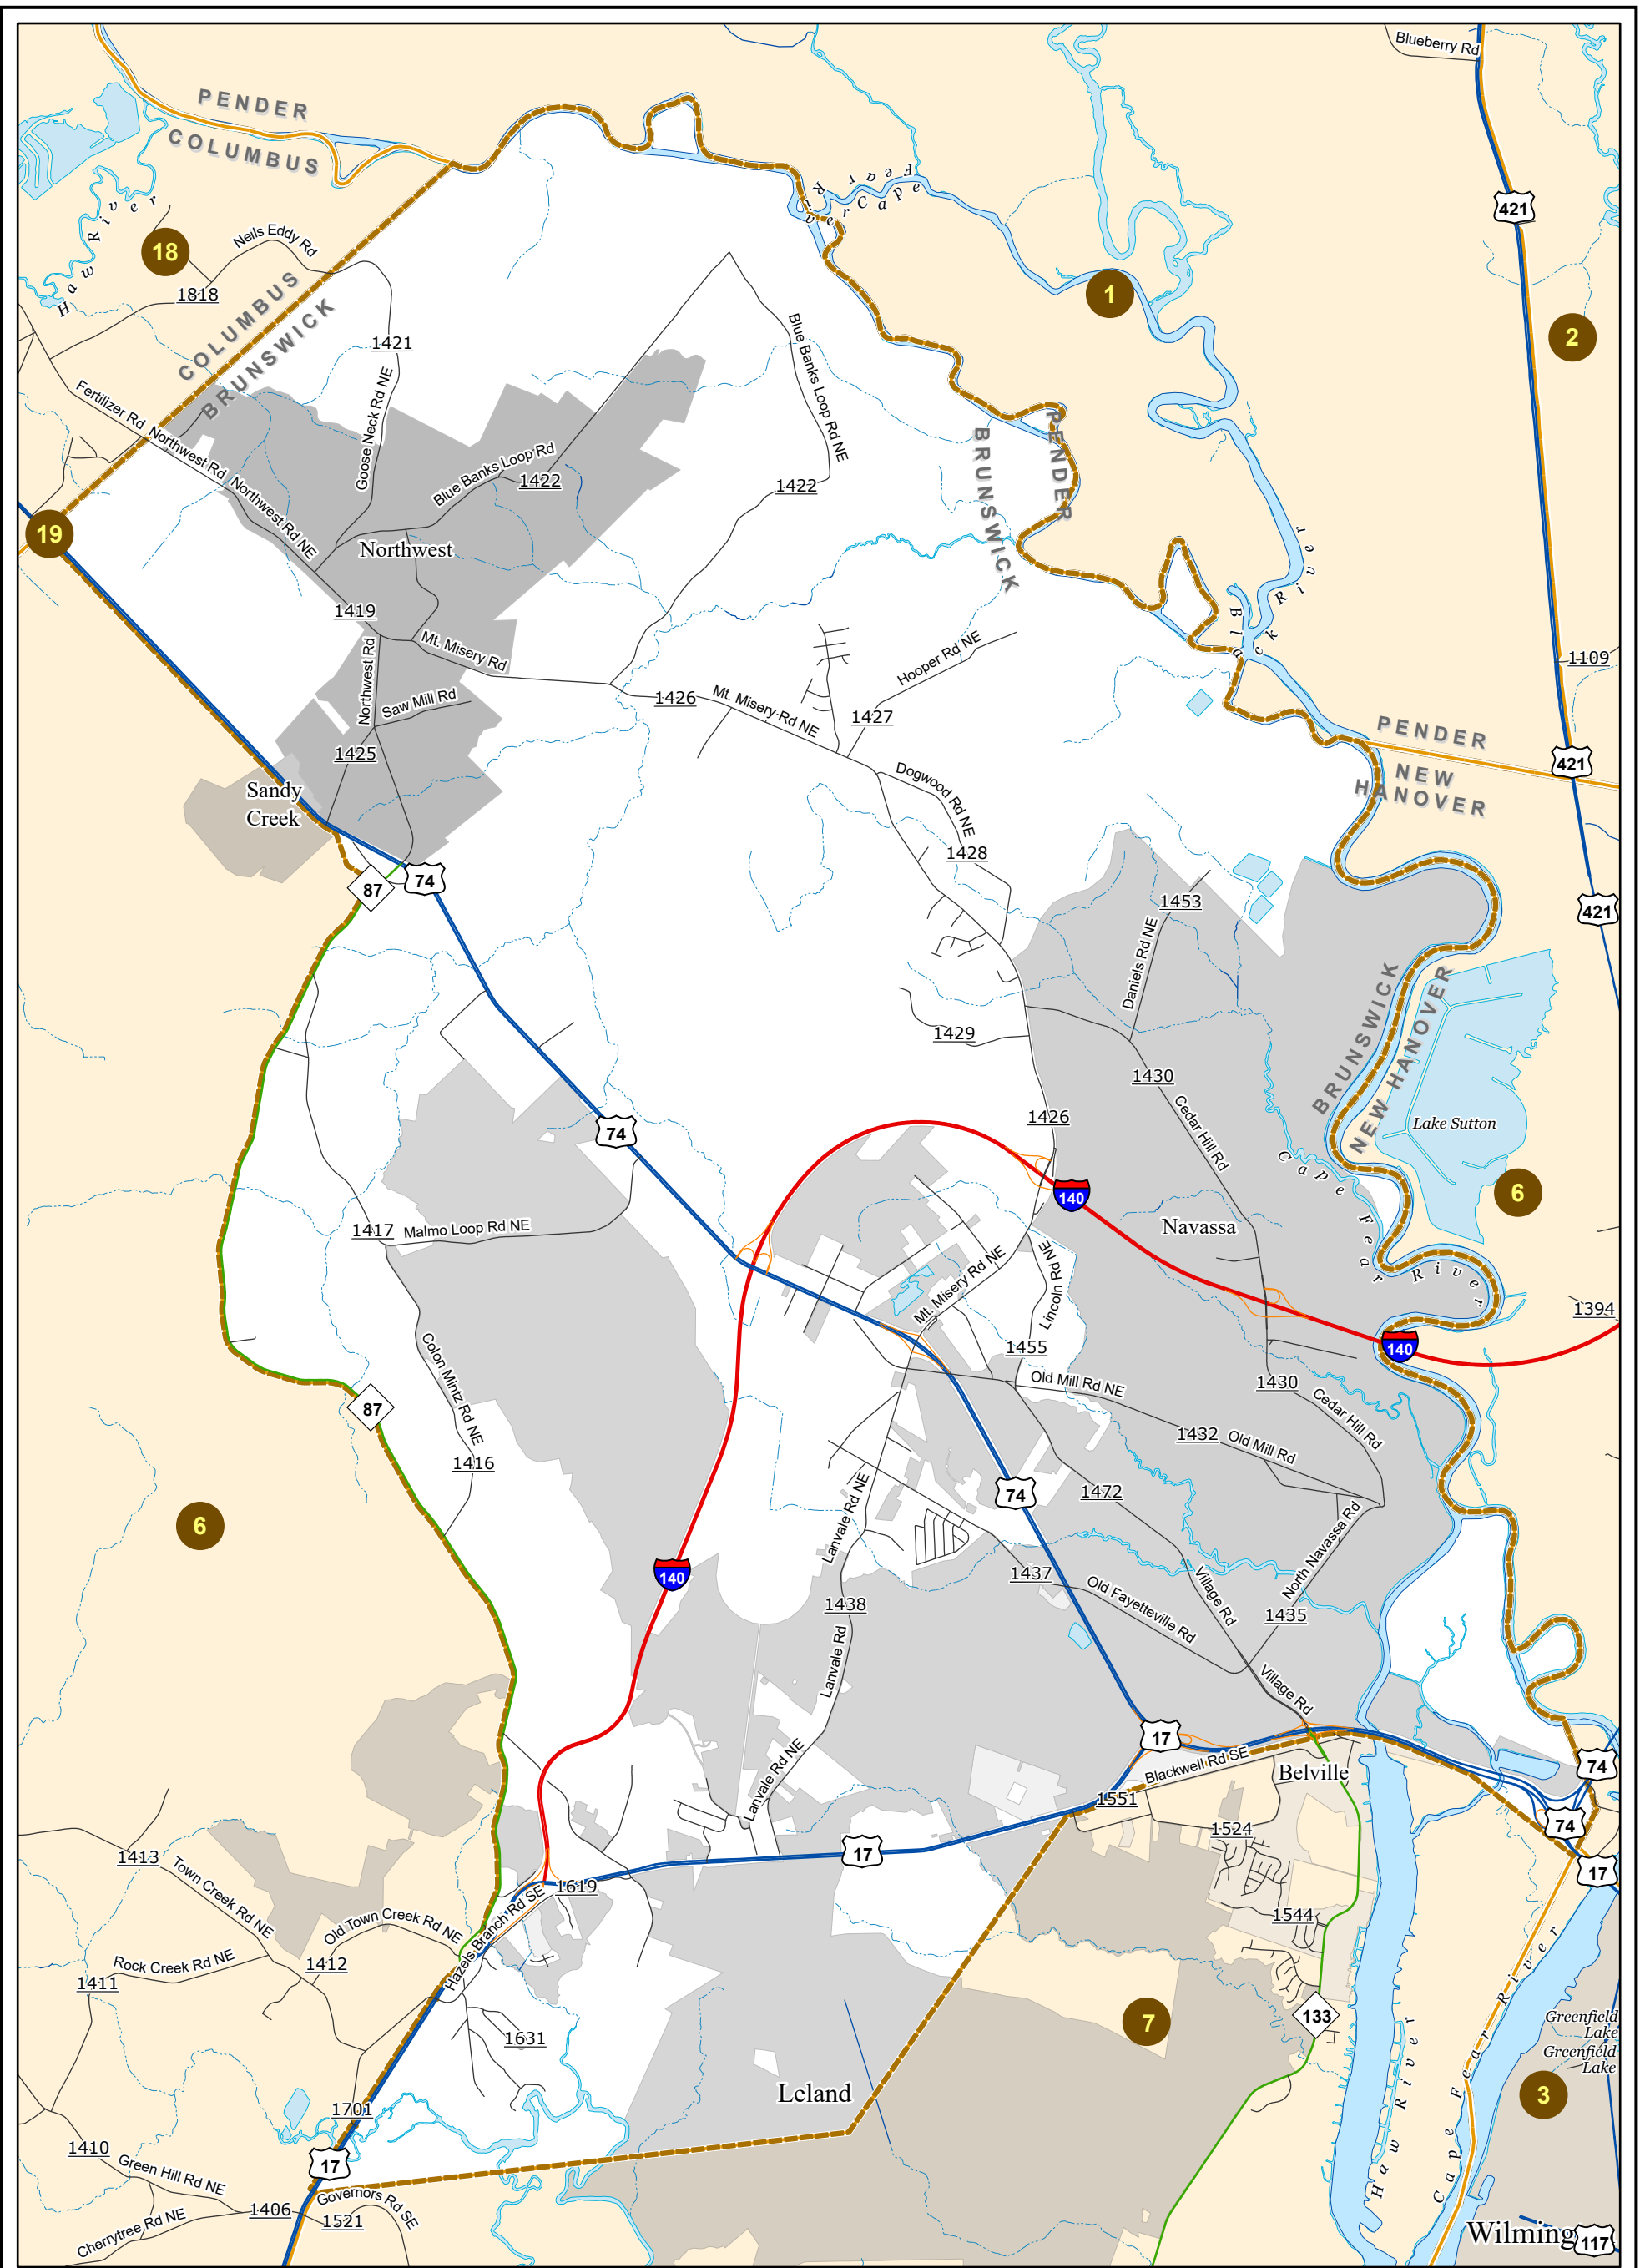 Blueberry Rd
PENDER
COLUMBUS
Cape Fear River
Haw River
421
18
Neils Eddy Rd
1818
1
2
COLUMBUS
BRUNSWICK
1421
Blue Banks Loop Rd NE
Fertilizer Rd
Goose Neck Rd NE
Northwest Rd
BRUNSWICK
PENDER
Blue Banks Loop Rd
1422
1422
Northwest Rd NE
19
Northwest
1419
Black River
Mt. Misery Rd
Hooper Rd NE
1109
Northwest Rd
Saw Mill Rd
1426
Mt. Misery Rd NE
1427
PENDER
NEW
HANOVER
421
1425
Sandy
Creek
Dogwood Rd NE
1428
87
74
1453
421
Daniels Rd NE
BRUNSWICK
NEW HANOVER
1429
1430
Cedar Hill Rd
1426
Lake Sutton
74
Cape Fear River
140
6
1417
Malmo Loop Rd NE
Navassa
Mt. Misery Rd NE
Lincoln Rd NE
1394
Colon Mintz Rd NE
1455
140
Old Mill Rd NE
1430
Cedar Hill Rd
87
1432
Old Mill Rd
1416
74
1472
6
Lanvale Rd NE
North Navassa Rd
140
1437
Old Fayetteville Rd
Village Rd
1438
1435
Lanvale Rd
Village Rd
17
Blackwell Rd SE
Belville
74
Lanvale Rd NE
1551
74
1524
17
1413
Town Creek Rd NE
17
1619
Hazels Branch Rd SE
Old Town Creek Rd NE
1544
Rock Creek Rd NE
1412
1411
133
7
1631
Greenfield
Lake
Greenfield
Lake
Haw River
Cape Fear River
Leland
3
1701
1410
Green Hill Rd NE
17
Governors Rd SE
1406
1521
Cherrytree Rd NE
Wilming
117